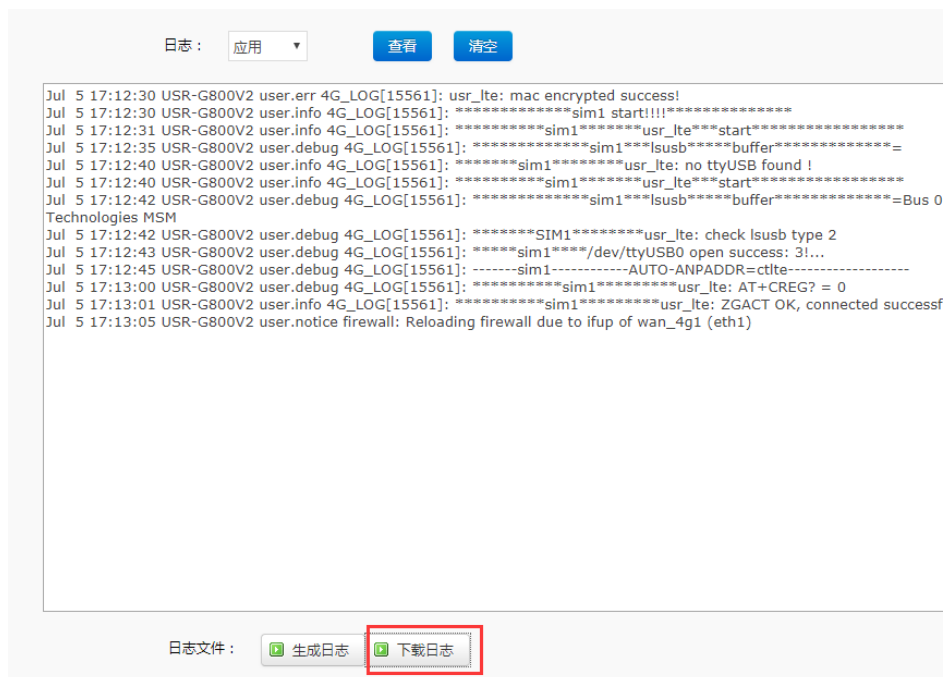 日志： 应用 查看 清空
Jul 5 17:12:30 USR-G800V2 user.err 4G_LOG[15561]: usr_lte: mac encrypted success!
Jul 5 17:12:30 USR-G800V2 user.info 4G_LOG[15561]: *************sim1 start!!!!**************
Jul 5 17:12:31 USR-G800V2 user.info 4G_LOG[15561]: **********sim1*******usr_lte***start*****************
Jul 5 17:12:35 USR-G800V2 user.debug 4G_LOG[15561]: *************sim1***lsusb*****buffer*************=
Jul 5 17:12:40 USR-G800V2 user.info 4G_LOG[15561]: *******sim1********usr_lte: no ttyUSB found !
Jul 5 17:12:40 USR-G800V2 user.info 4G_LOG[15561]: **********sim1*******usr_lte***start*****************
Jul 5 17:12:42 USR-G800V2 user.debug 4G_LOG[15561]: *************sim1***lsusb*****buffer*************=Bus 0
Technologies MSM
Jul 5 17:12:42 USR-G800V2 user.debug 4G_LOG[15561]: *******SIM1********usr_lte: check lsusb type 2
Jul 5 17:12:43 USR-G800V2 user.debug 4G_LOG[15561]: *****sim1****/dev/ttyUSB0 open success: 3!...
Jul 5 17:12:45 USR-G800V2 user.debug 4G_LOG[15561]: -------sim1------------AUTO-ANPADDR=ctlte-------------------
Jul 5 17:13:00 USR-G800V2 user.debug 4G_LOG[15561]: **********sim1*********usr_lte: AT+CREG? = 0
Jul 5 17:13:01 USR-G800V2 user.info 4G_LOG[15561]: **********sim1*********usr_lte: ZGACT OK, connected successf
Jul 5 17:13:05 USR-G800V2 user.notice firewall: Reloading firewall due to ifup of wan_4g1 (eth1)
日志文件： 生成日志 下载日志